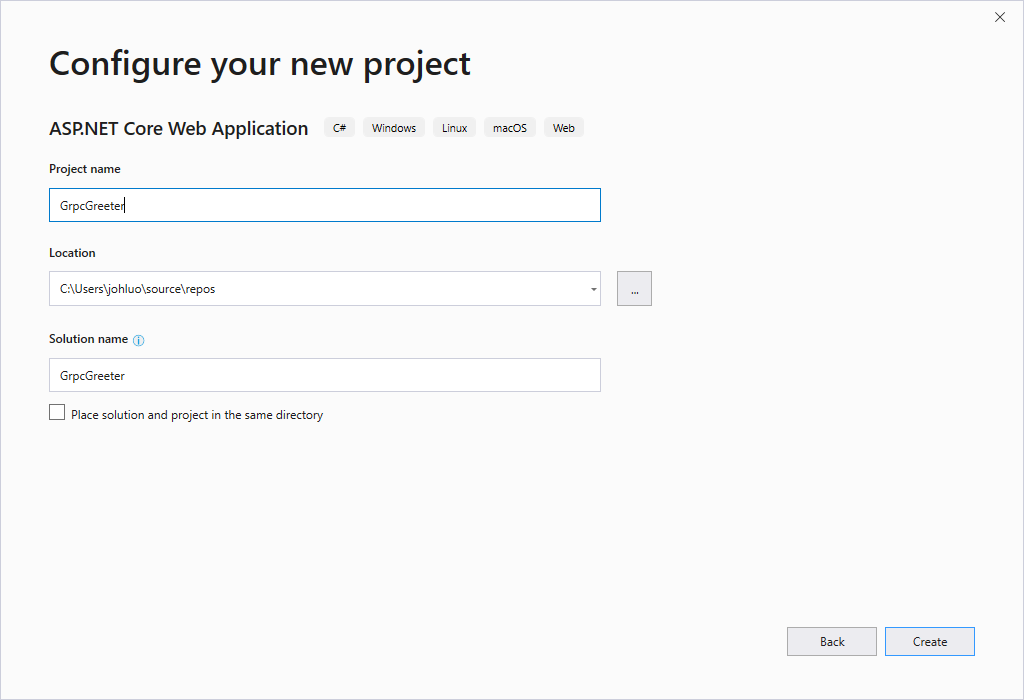 Configure your new project
ASP.NET Core Web Application C# Windows Linux macOS Web
Project name
GrpcGreeter
Location
C:\Users\johluo\source\repos
...
Solution name
GrpcGreeter
Place solution and project in the same directory
Back Create